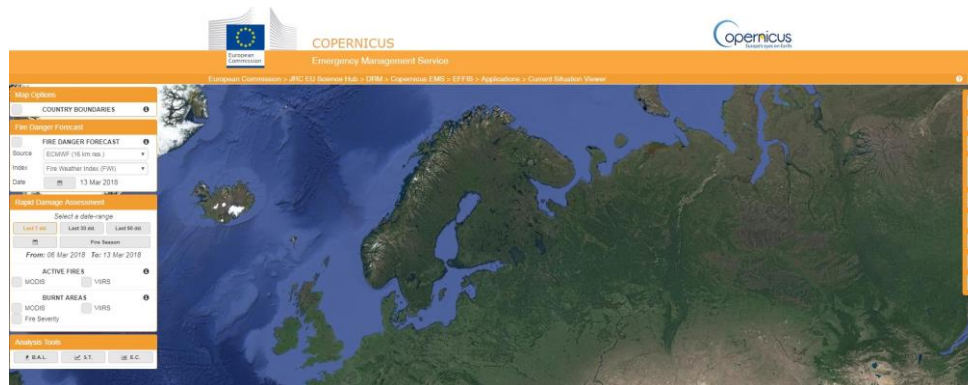 European
Commission
COPERNICUS
Emergency Management Service
opernicus
Europe's eyes on Earth
European Commission > JRC EU Science Hub > DRM > Copernicus EMS > EFFIS > Applications > Current Situation Viewer
Map Options
COUNTRY BOUNDARIES
Fire Danger Forecast
FIRE DANGER FORECAST
Source ECMWF (16 km res.)
Index Fire Weather Index (FWI)
Date 13 Mar 2018
Rapid Damage Assessment
Select a date-range
Last 7 dd. Last 30 dd. Last 90 dd.
Fire Season
From: 06 Mar 2018 To: 13 Mar 2018
ACTIVE FIRES
MODIS VIIRS
BURNT AREAS
MODIS VIIRS
Fire Severity
Analysis Tools
B.A.L. S.T. E.C.